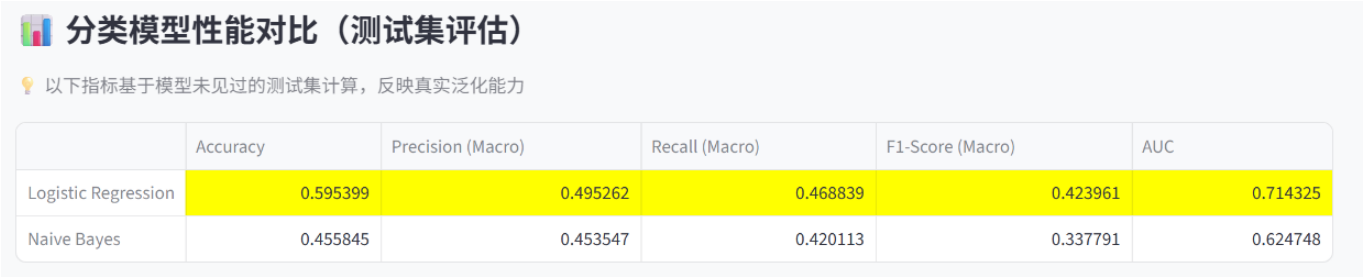 📊 分类模型性能对比（测试集评估）
💡 以下指标基于模型未见过的测试集计算，反映真实泛化能力
Accuracy Precision (Macro) Recall (Macro) F1-Score (Macro) AUC
Logistic Regression 0.595399 0.495262 0.468839 0.423961 0.714325
Naive Bayes 0.455845 0.453547 0.420113 0.337791 0.624748